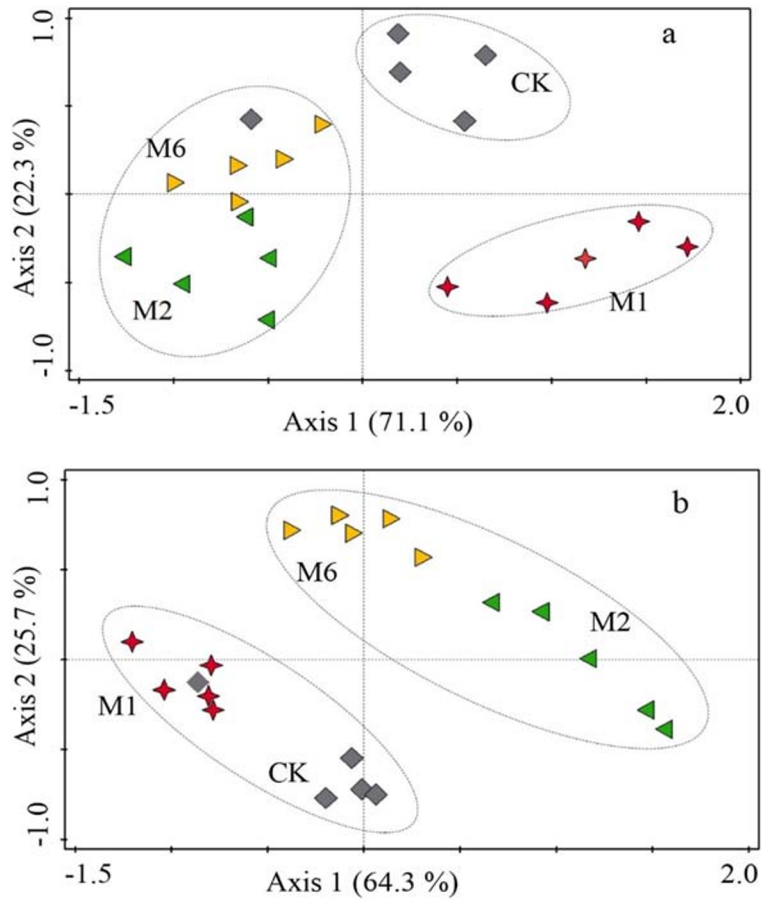 1.0
a
CK
M6
Axis 2 (22.3 %)
M2
M1
-1.0
-1.5
2.0
Axis 1 (71.1 %)
1.0
b
M6
M2
Axis 2 (25.7 %)
M1
CK
-1.0
-1.5
2.0
Axis 1 (64.3 %)